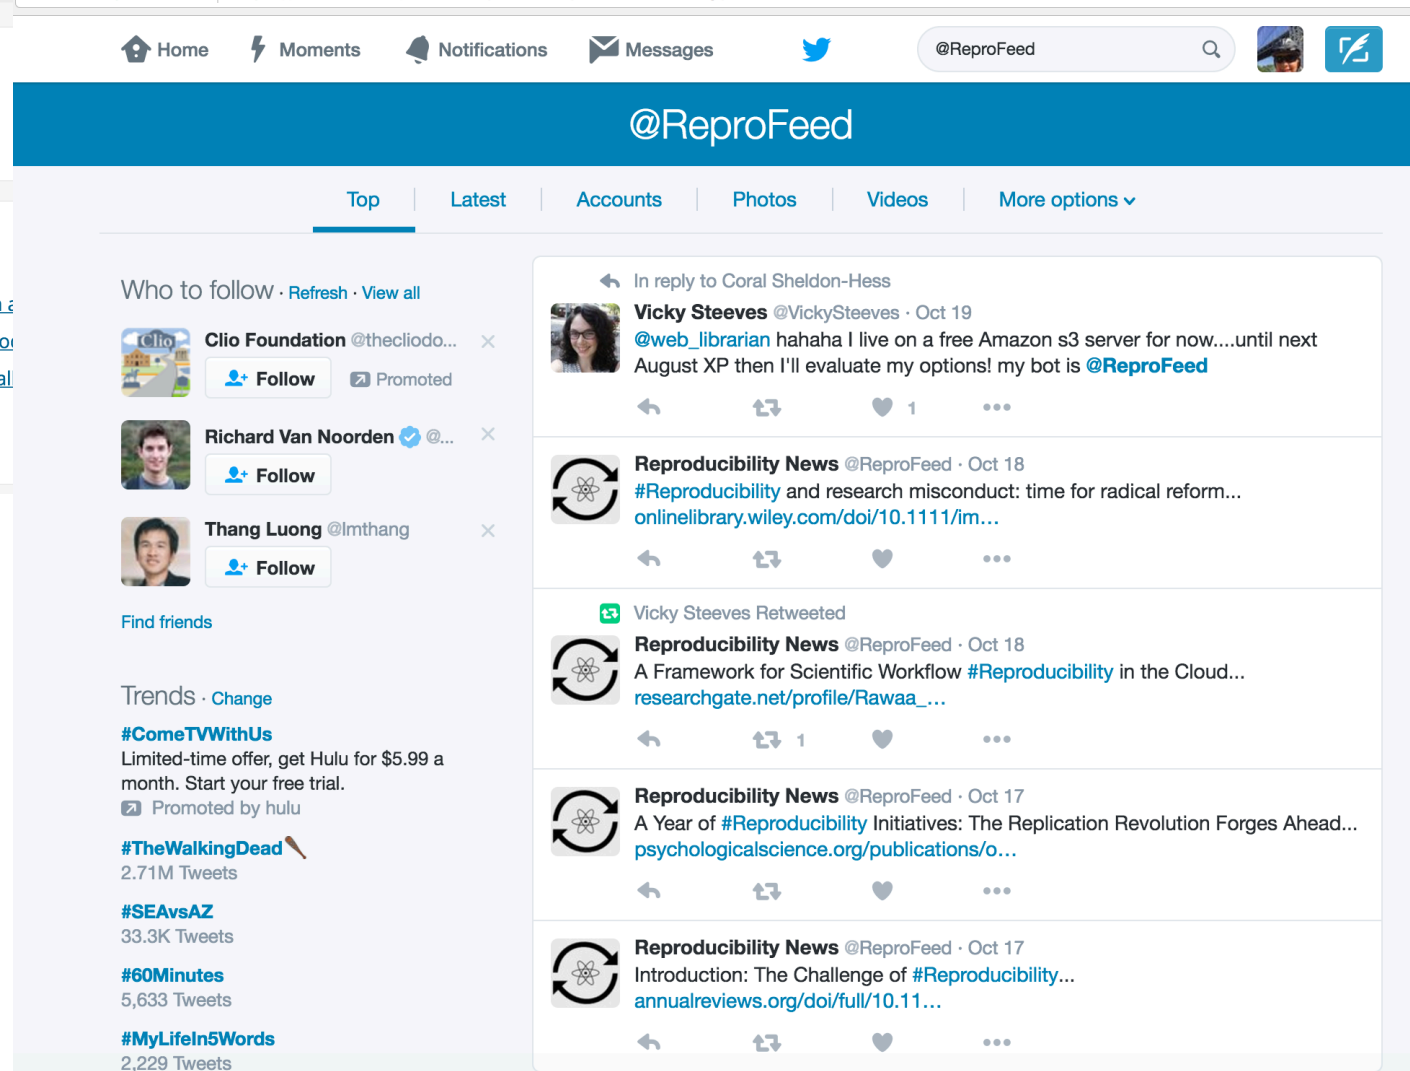 Home Moments Notifications Messages @ReproFeed
@ReproFeed
Top Latest Accounts Photos Videos More options
Who to follow · Refresh · View all
Clio Foundation @thecliodo...
Clio
Follow Promoted
Richard Van Noorden @...
Follow
Thang Luong @lmthang
Follow
Find friends
Trends · Change
#ComeTVWithUs
Limited-time offer, get Hulu for $5.99 a
month. Start your free trial.
Promoted by hulu
#TheWalkingDead
2.71M Tweets
#SEAvsAZ
33.3K Tweets
#60Minutes
5,633 Tweets
#MyLifeIn5Words
2,229 Tweets
In reply to Coral Sheldon-Hess
Vicky Steeves @VickySteeves · Oct 19
@web_librarian hahaha I live on a free Amazon s3 server for now....until next
August XP then I'll evaluate my options! my bot is @ReproFeed
1
Reproducibility News @ReproFeed · Oct 18
#Reproducibility and research misconduct: time for radical reform...
onlinelibrary.wiley.com/doi/10.1111/im…
Vicky Steeves Retweeted
Reproducibility News @ReproFeed · Oct 18
A Framework for Scientific Workflow #Reproducibility in the Cloud...
researchgate.net/profile/Rawaa_…
1
Reproducibility News @ReproFeed · Oct 17
A Year of #Reproducibility Initiatives: The Replication Revolution Forges Ahead...
psychologicalscience.org/publications/o…
Reproducibility News @ReproFeed · Oct 17
Introduction: The Challenge of #Reproducibility...
annualreviews.org/doi/full/10.11…